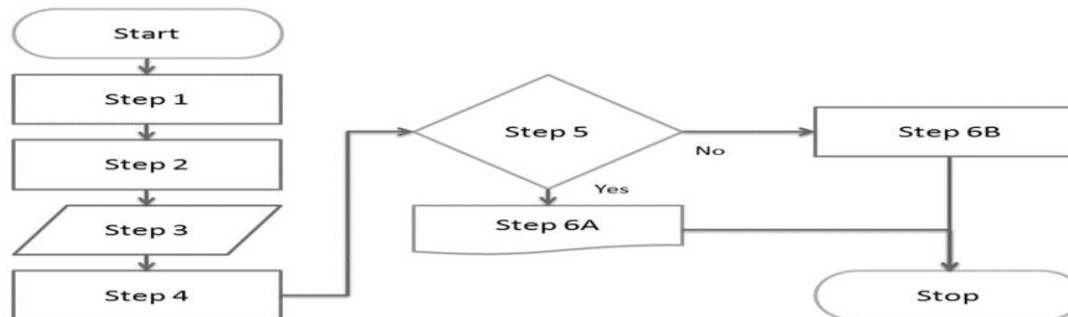 Start
Step 1
Step 2
Step 3
Step 4
Step 5
No
Yes
Step 6A
Step 6B
Stop